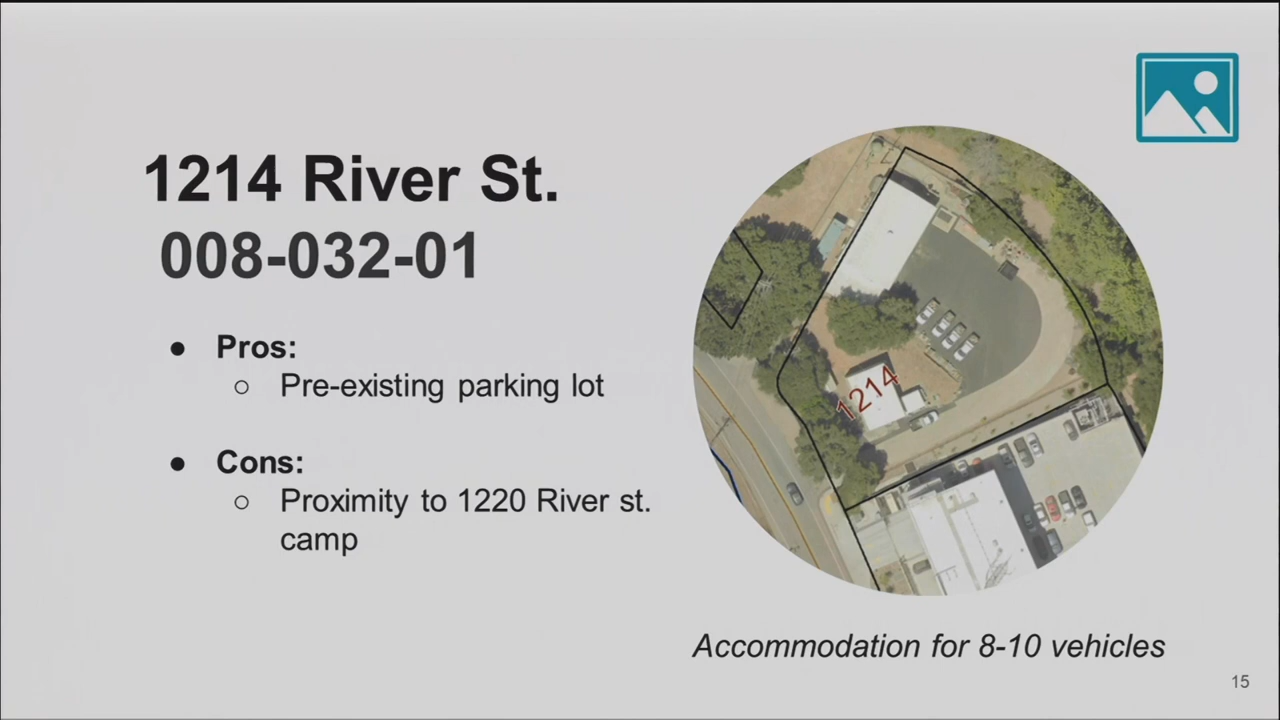 1214 River St.
008-032-01
● Pros:
○ Pre-existing parking lot
● Cons:
○ Proximity to 1220 River st.
camp
1214
Accommodation for 8-10 vehicles
15